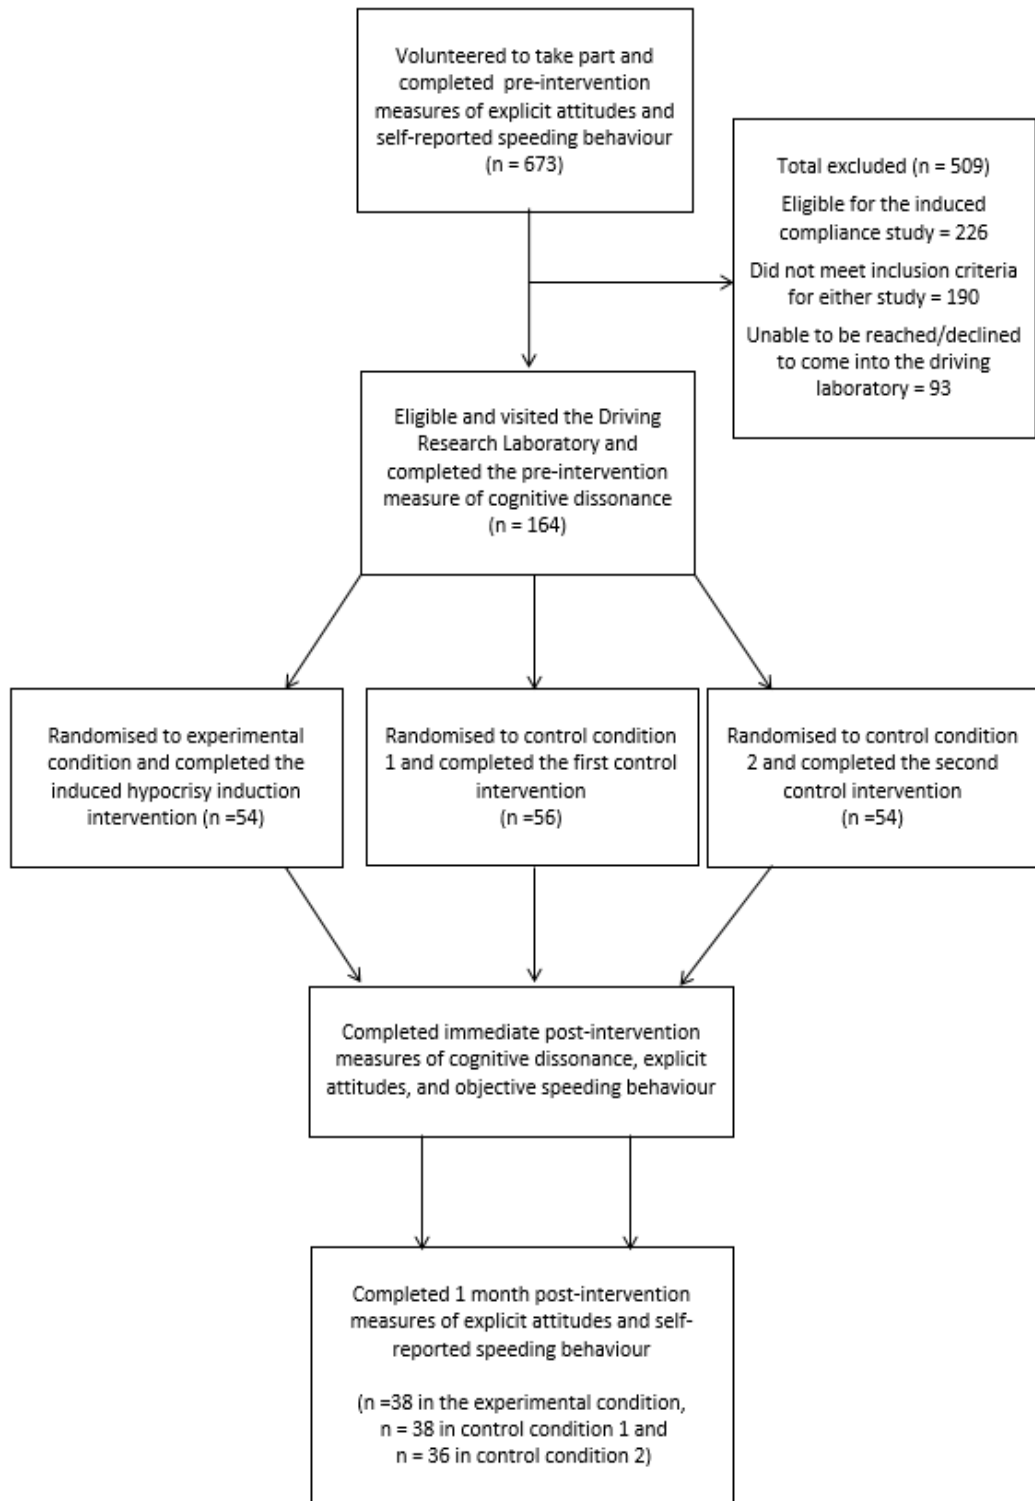 Volunteered to take part and
completed pre-intervention
measures of explicit attitudes and
self-reported speeding behaviour
(n = 673)
Total excluded (n = 509)
Eligible for the induced
compliance study = 226
Did not meet inclusion criteria
for either study = 190
Unable to be reached/declined
to come into the driving
laboratory = 93
Eligible and visited the Driving
Research Laboratory and
completed the pre-intervention
measure of cognitive dissonance
(n = 164)
Randomised to experimental
condition and completed the
induced hypocrisy induction
intervention (n =54)
Randomised to control condition
1 and completed the first control
intervention
(n =56)
Randomised to control condition
2 and completed the second
control intervention
(n =54)
Completed immediate post-intervention
measures of cognitive dissonance, explicit
attitudes, and objective speeding behaviour
Completed 1 month post-intervention
measures of explicit attitudes and self-
reported speeding behaviour
(n =38 in the experimental condition,
n = 38 in control condition 1 and
n = 36 in control condition 2)